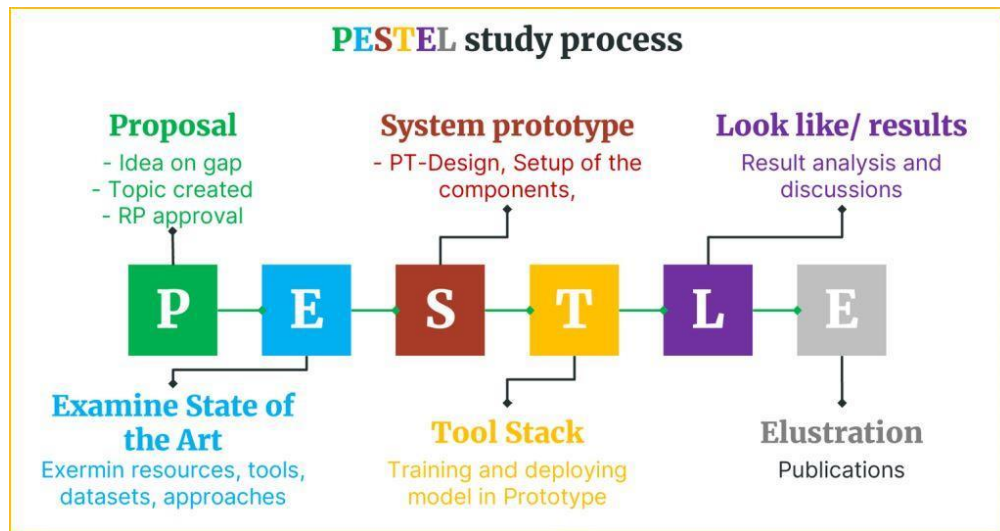 PESTEL study process
Proposal
- Idea on gap
- Topic created
- RP approval
System prototype
- PT-Design, Setup of the
components,
Look like/ results
Result analysis and
discussions
P E S T L E
Examine State of
the Art
Exermin resources, tools,
datasets, approaches
Tool Stack
Training and deploying
model in Prototype
Elustration
Publications